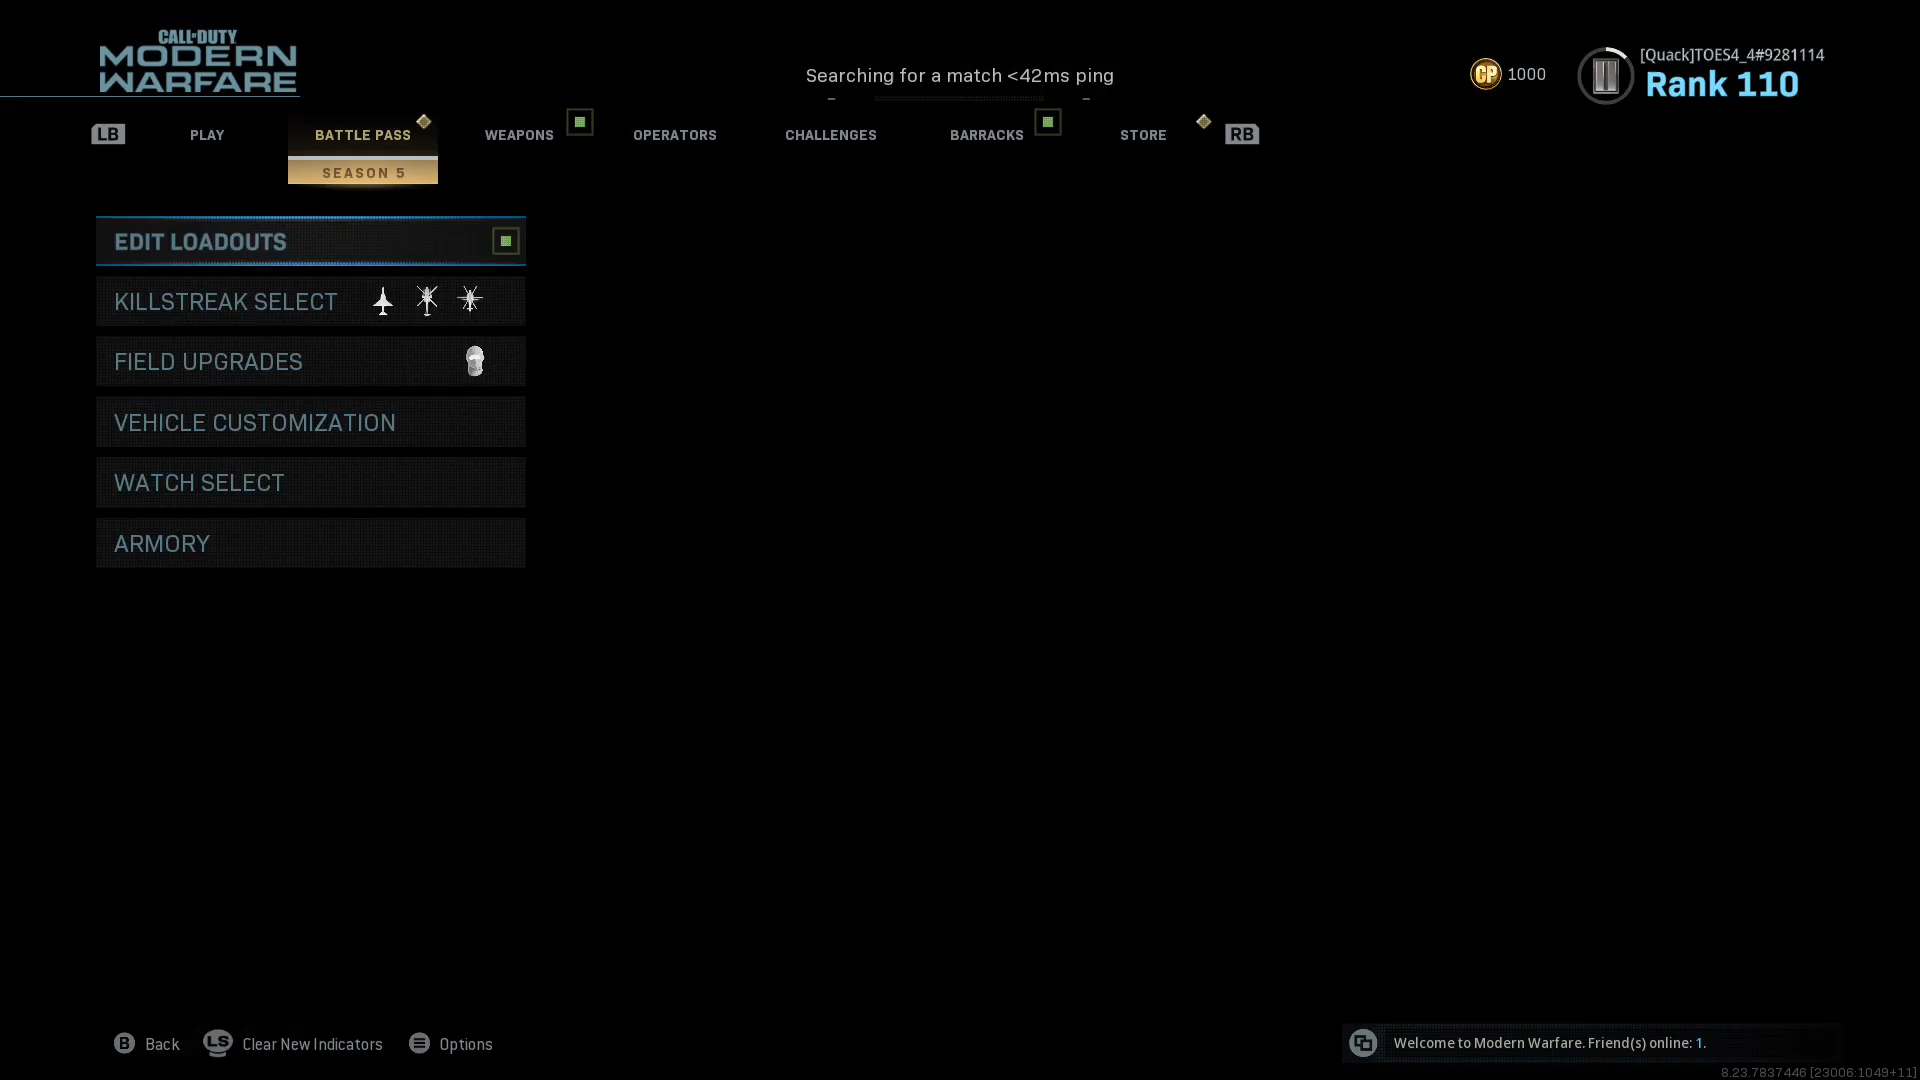 CALL OF DUTY
MODERN
WARFARE
Searching for a match <42ms ping
CP 1000
[Quack]TOES4_4#9281114
Rank 110
LB PLAY BATTLE PASS WEAPONS OPERATORS CHALLENGES BARRACKS STORE RB
SEASON 5
EDIT LOADOUTS
KILLSTREAK SELECT
FIELD UPGRADES
VEHICLE CUSTOMIZATION
WATCH SELECT
ARMORY
B Back LS Clear New Indicators Options
Welcome to Modern Warfare. Friend(s) online: 1.
8.23.7837446 [23006:1049+11]